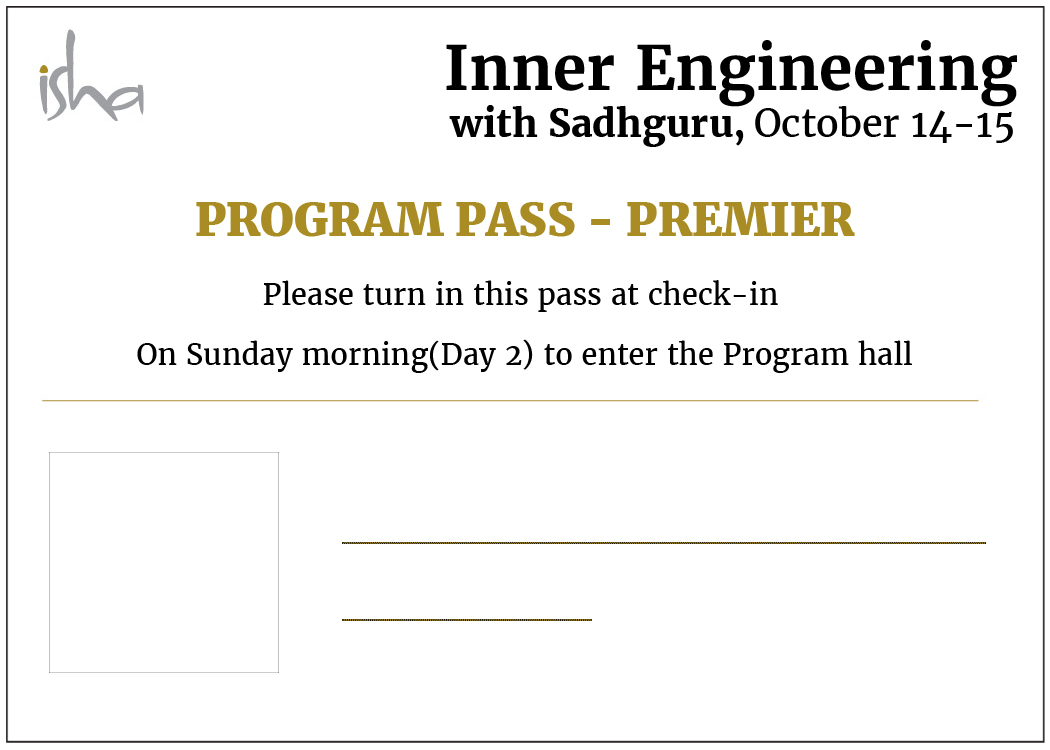 isha
Inner Engineering
with Sadhguru, October 14-15
PROGRAM PASS - PREMIER
Please turn in this pass at check-in
On Sunday morning(Day 2) to enter the Program hall